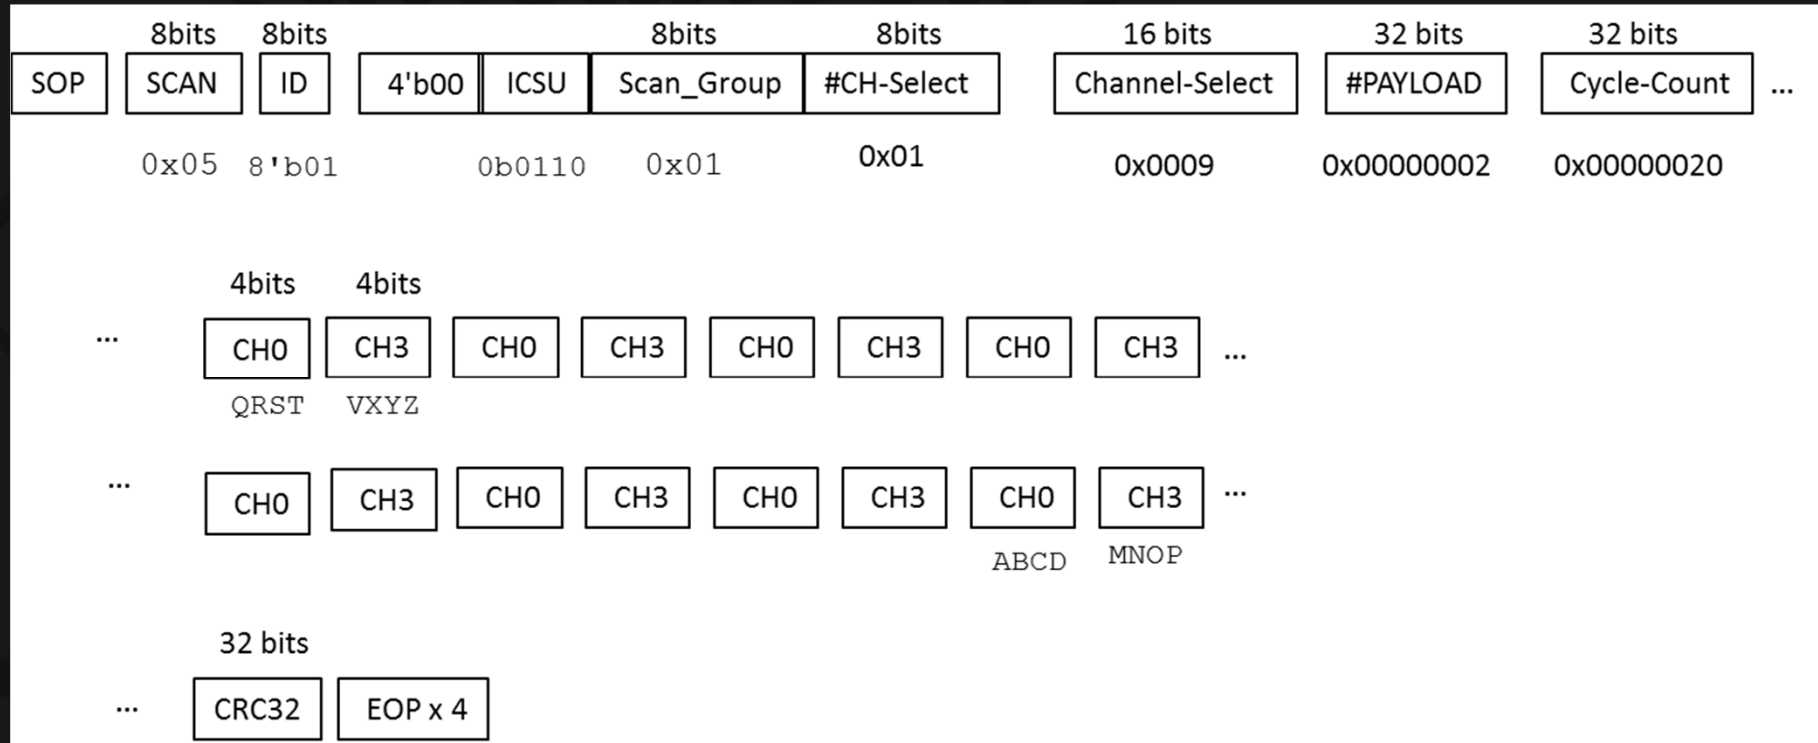 8bits 8bits 8bits 8bits 16 bits 32 bits 32 bits
SOP SCAN ID 4'b00 ICSU Scan_Group #CH-Select Channel-Select #PAYLOAD Cycle-Count ...
0x05 8'b01 0b0110 0x01 0x01 0x0009 0x00000002 0x00000020
4bits 4bits
... CH0 CH3 CH0 CH3 CH0 CH3 CH0 CH3 ...
QRST VXYZ
... CH0 CH3 CH0 CH3 CH0 CH3 CH0 CH3 ...
ABCD MNOP
32 bits
... CRC32 EOP x 4